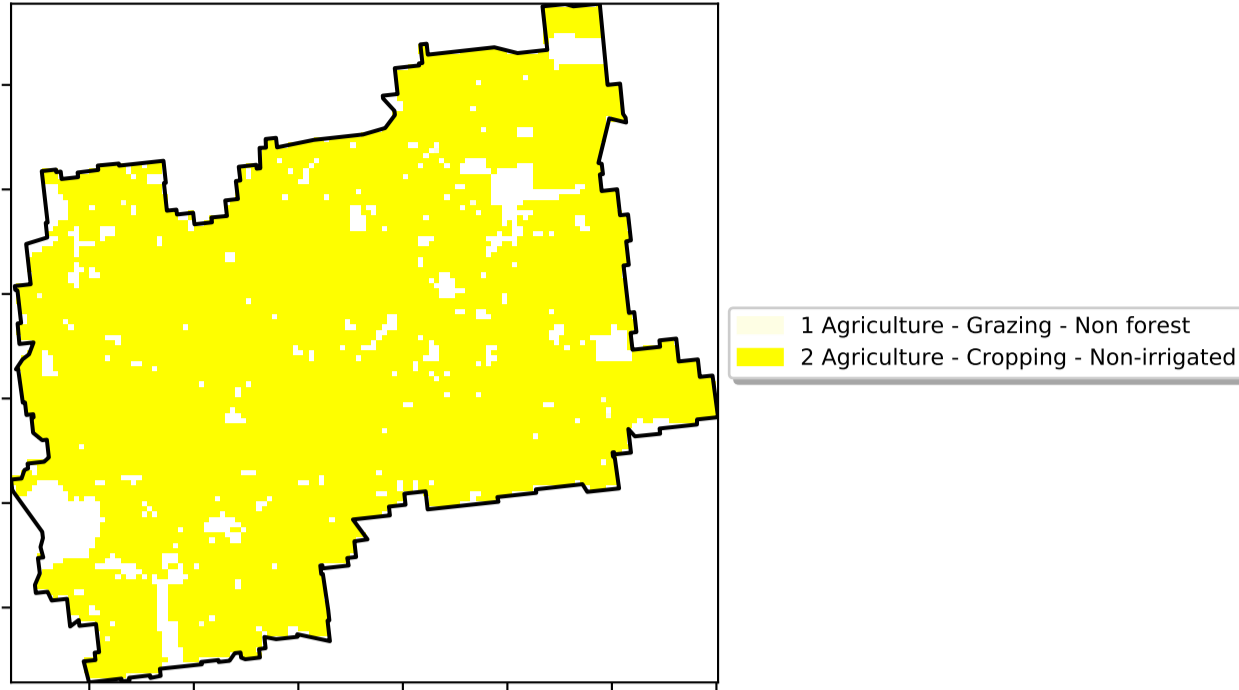 1 Agriculture - Grazing - Non forest
2 Agriculture - Cropping - Non-irrigated